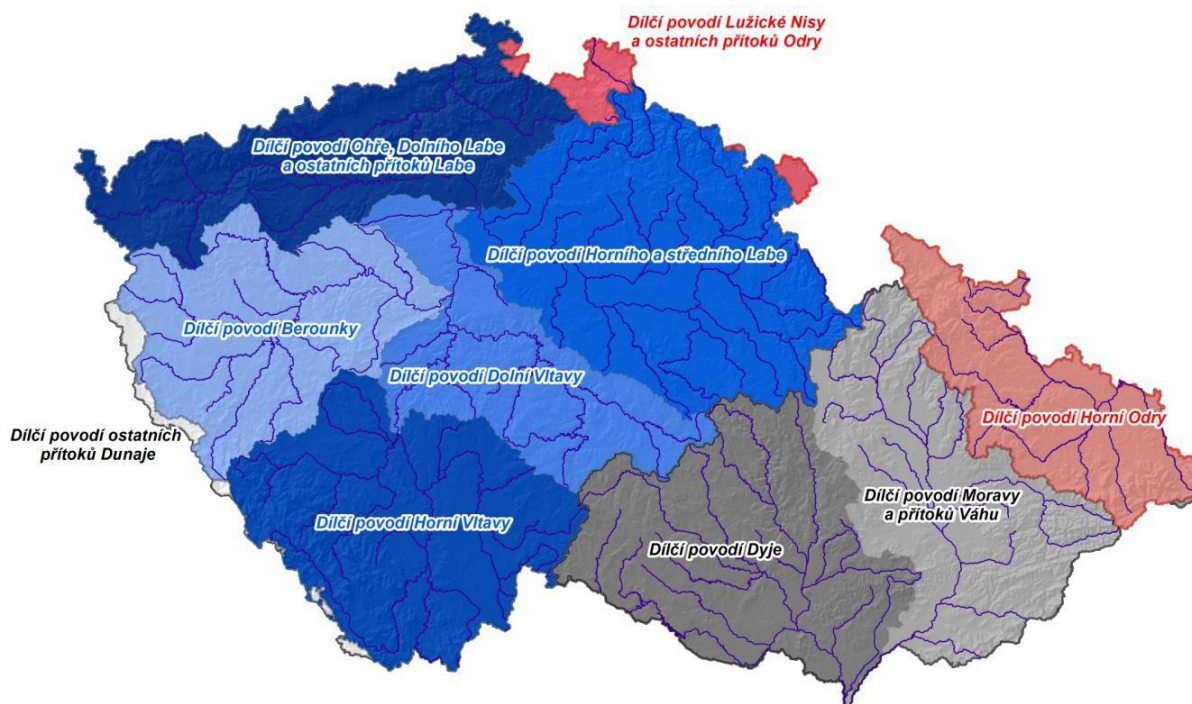 Dílčí povodí Lužické Nisy
a ostatních přítoků Odry
Dílčí povodí Ohře, Dolního Labe
a ostatních přítoků Labe
Dílčí povodí Horního a středního Labe
Dílčí povodí Berounky
Dílčí povodí Dolní Vltavy
Dílčí povodí Horní Odry
Dílčí povodí ostatních
přítoků Dunaje
Dílčí povodí Moravy
a přítoků Váhu
Dílčí povodí Horní Vltavy
Dílčí povodí Dyje